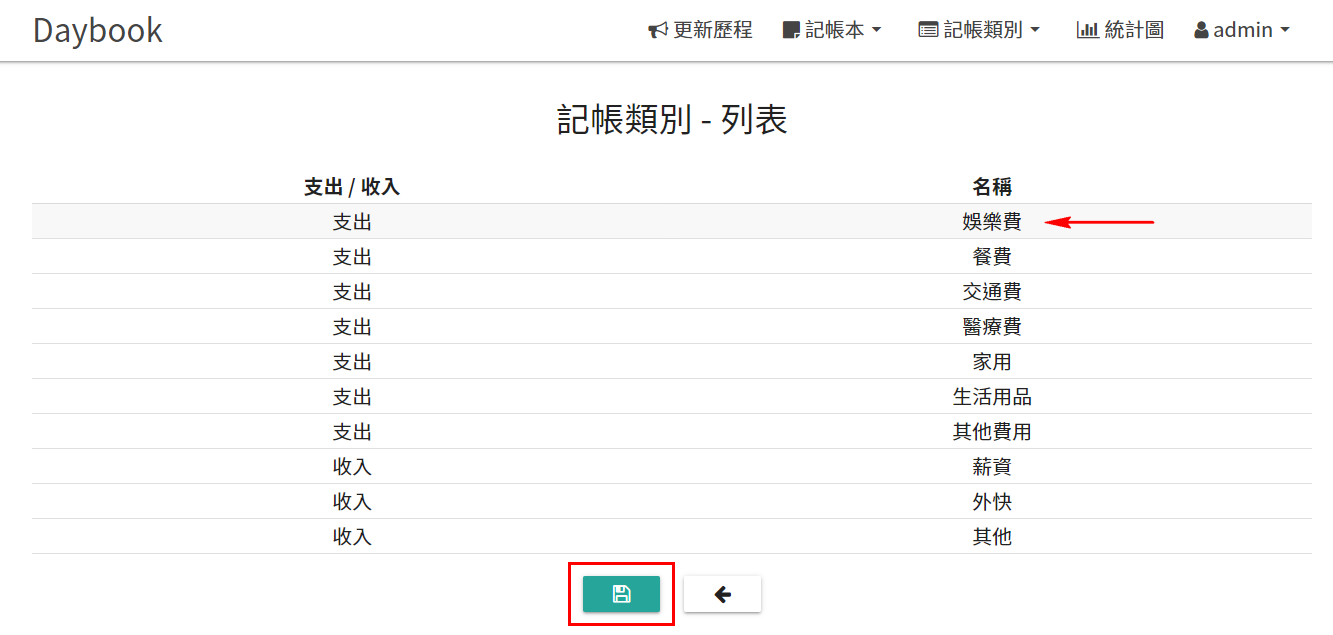 Daybook 更新歷程 記帳本 記帳類別 統計圖 admin
記帳類別 - 列表
支出 / 收入 名稱
支出 娛樂費
支出 餐費
支出 交通費
支出 醫療費
支出 家用
支出 生活用品
支出 其他費用
收入 薪資
收入 外快
收入 其他